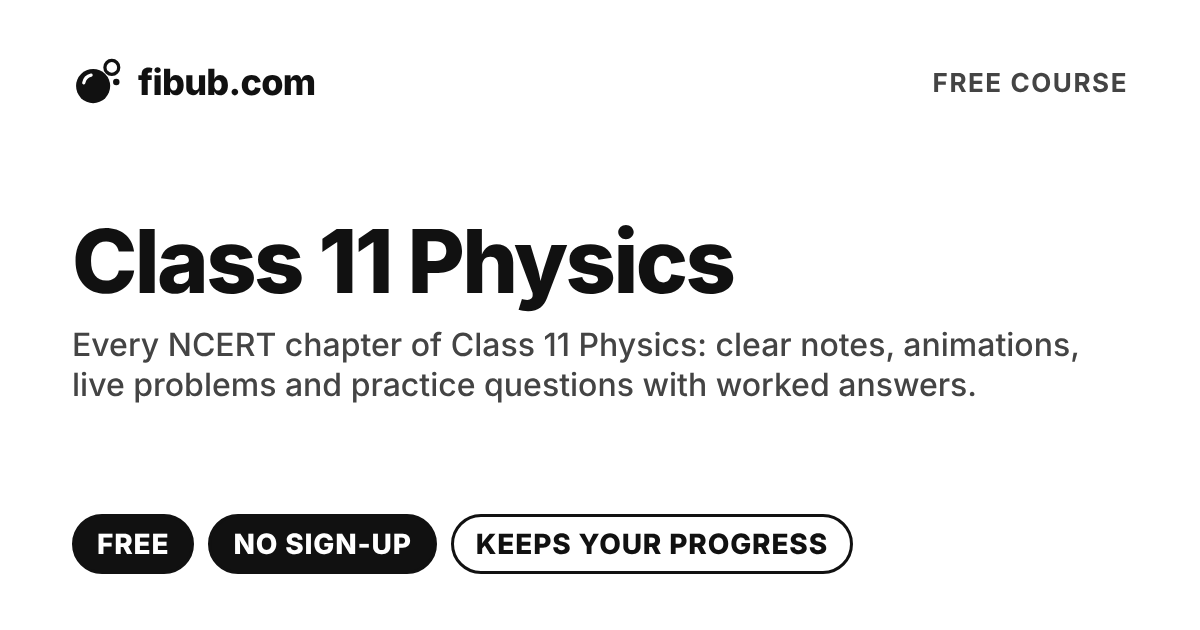 fibub.com
FREE COURSE
Class 11 Physics
Every NCERT chapter of Class 11 Physics: clear notes, animations,
live problems and practice questions with worked answers.
FREE
NO SIGN-UP
KEEPS YOUR PROGRESS